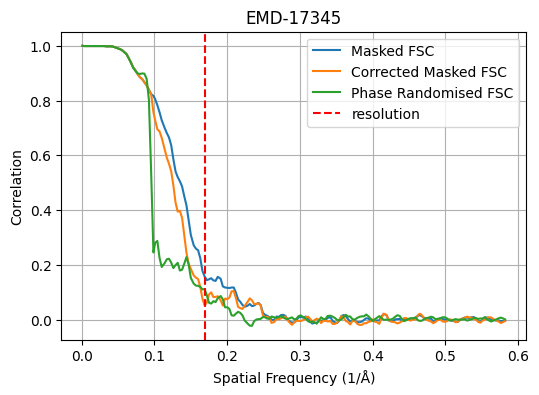 EMD-17345
Masked FSC
Corrected Masked FSC
Phase Randomised FSC
resolution
Correlation
1.0
0.8
0.6
0.4
0.2
0.0
0.0 0.1 0.2 0.3 0.4 0.5 0.6
Spatial Frequency (1/Å)